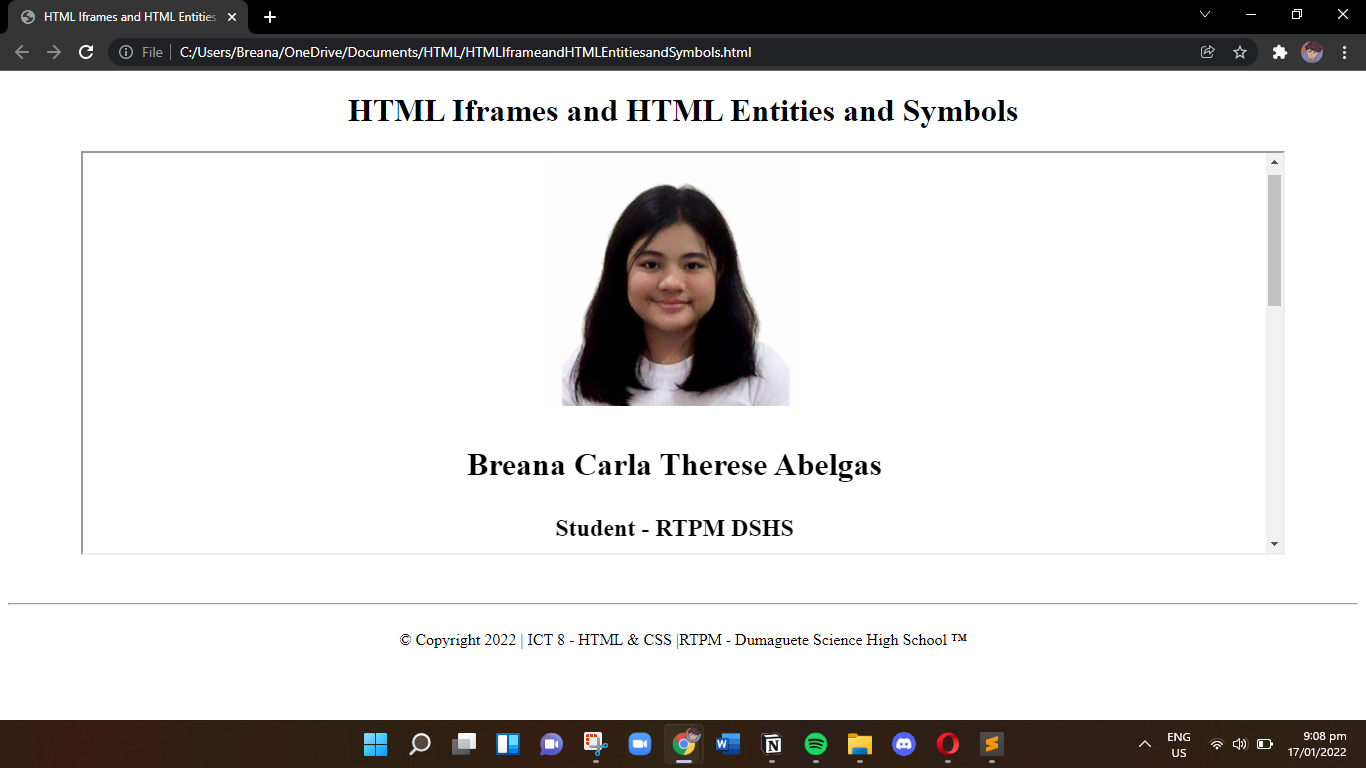 HTML Iframes and HTML Entities
File
C:/Users/Breana/OneDrive/Documents/HTML/HTMLIframeandHTMLEntitiesandSymbols.html
HTML Iframes and HTML Entities and Symbols
Breana Carla Therese Abelgas
Student - RTPM DSHS
© Copyright 2022 | ICT 8 - HTML & CSS |RTPM - Dumaguete Science High School ™
ENG
US
9:08 pm
17/01/2022